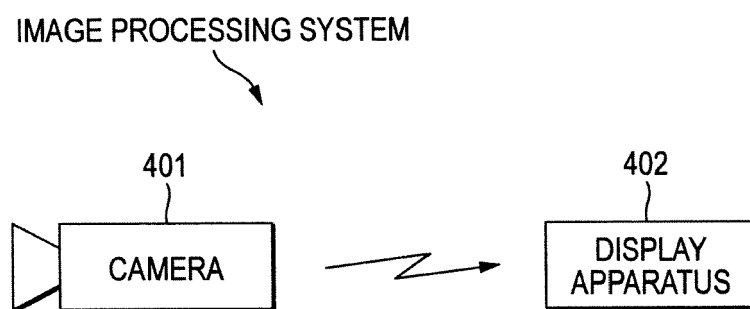 IMAGE PROCESSING SYSTEM
401
402
CAMERA
DISPLAY
APPARATUS